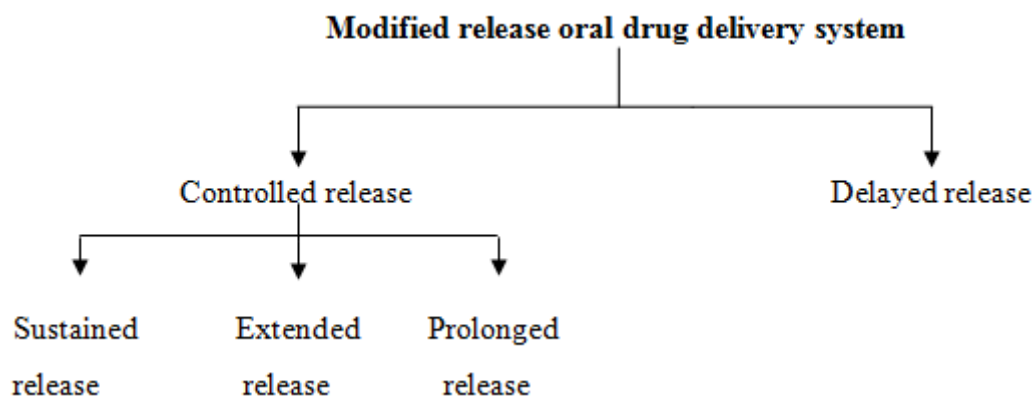 Modified release oral drug delivery system
Controlled release Delayed release
Sustained Extended Prolonged
release release release